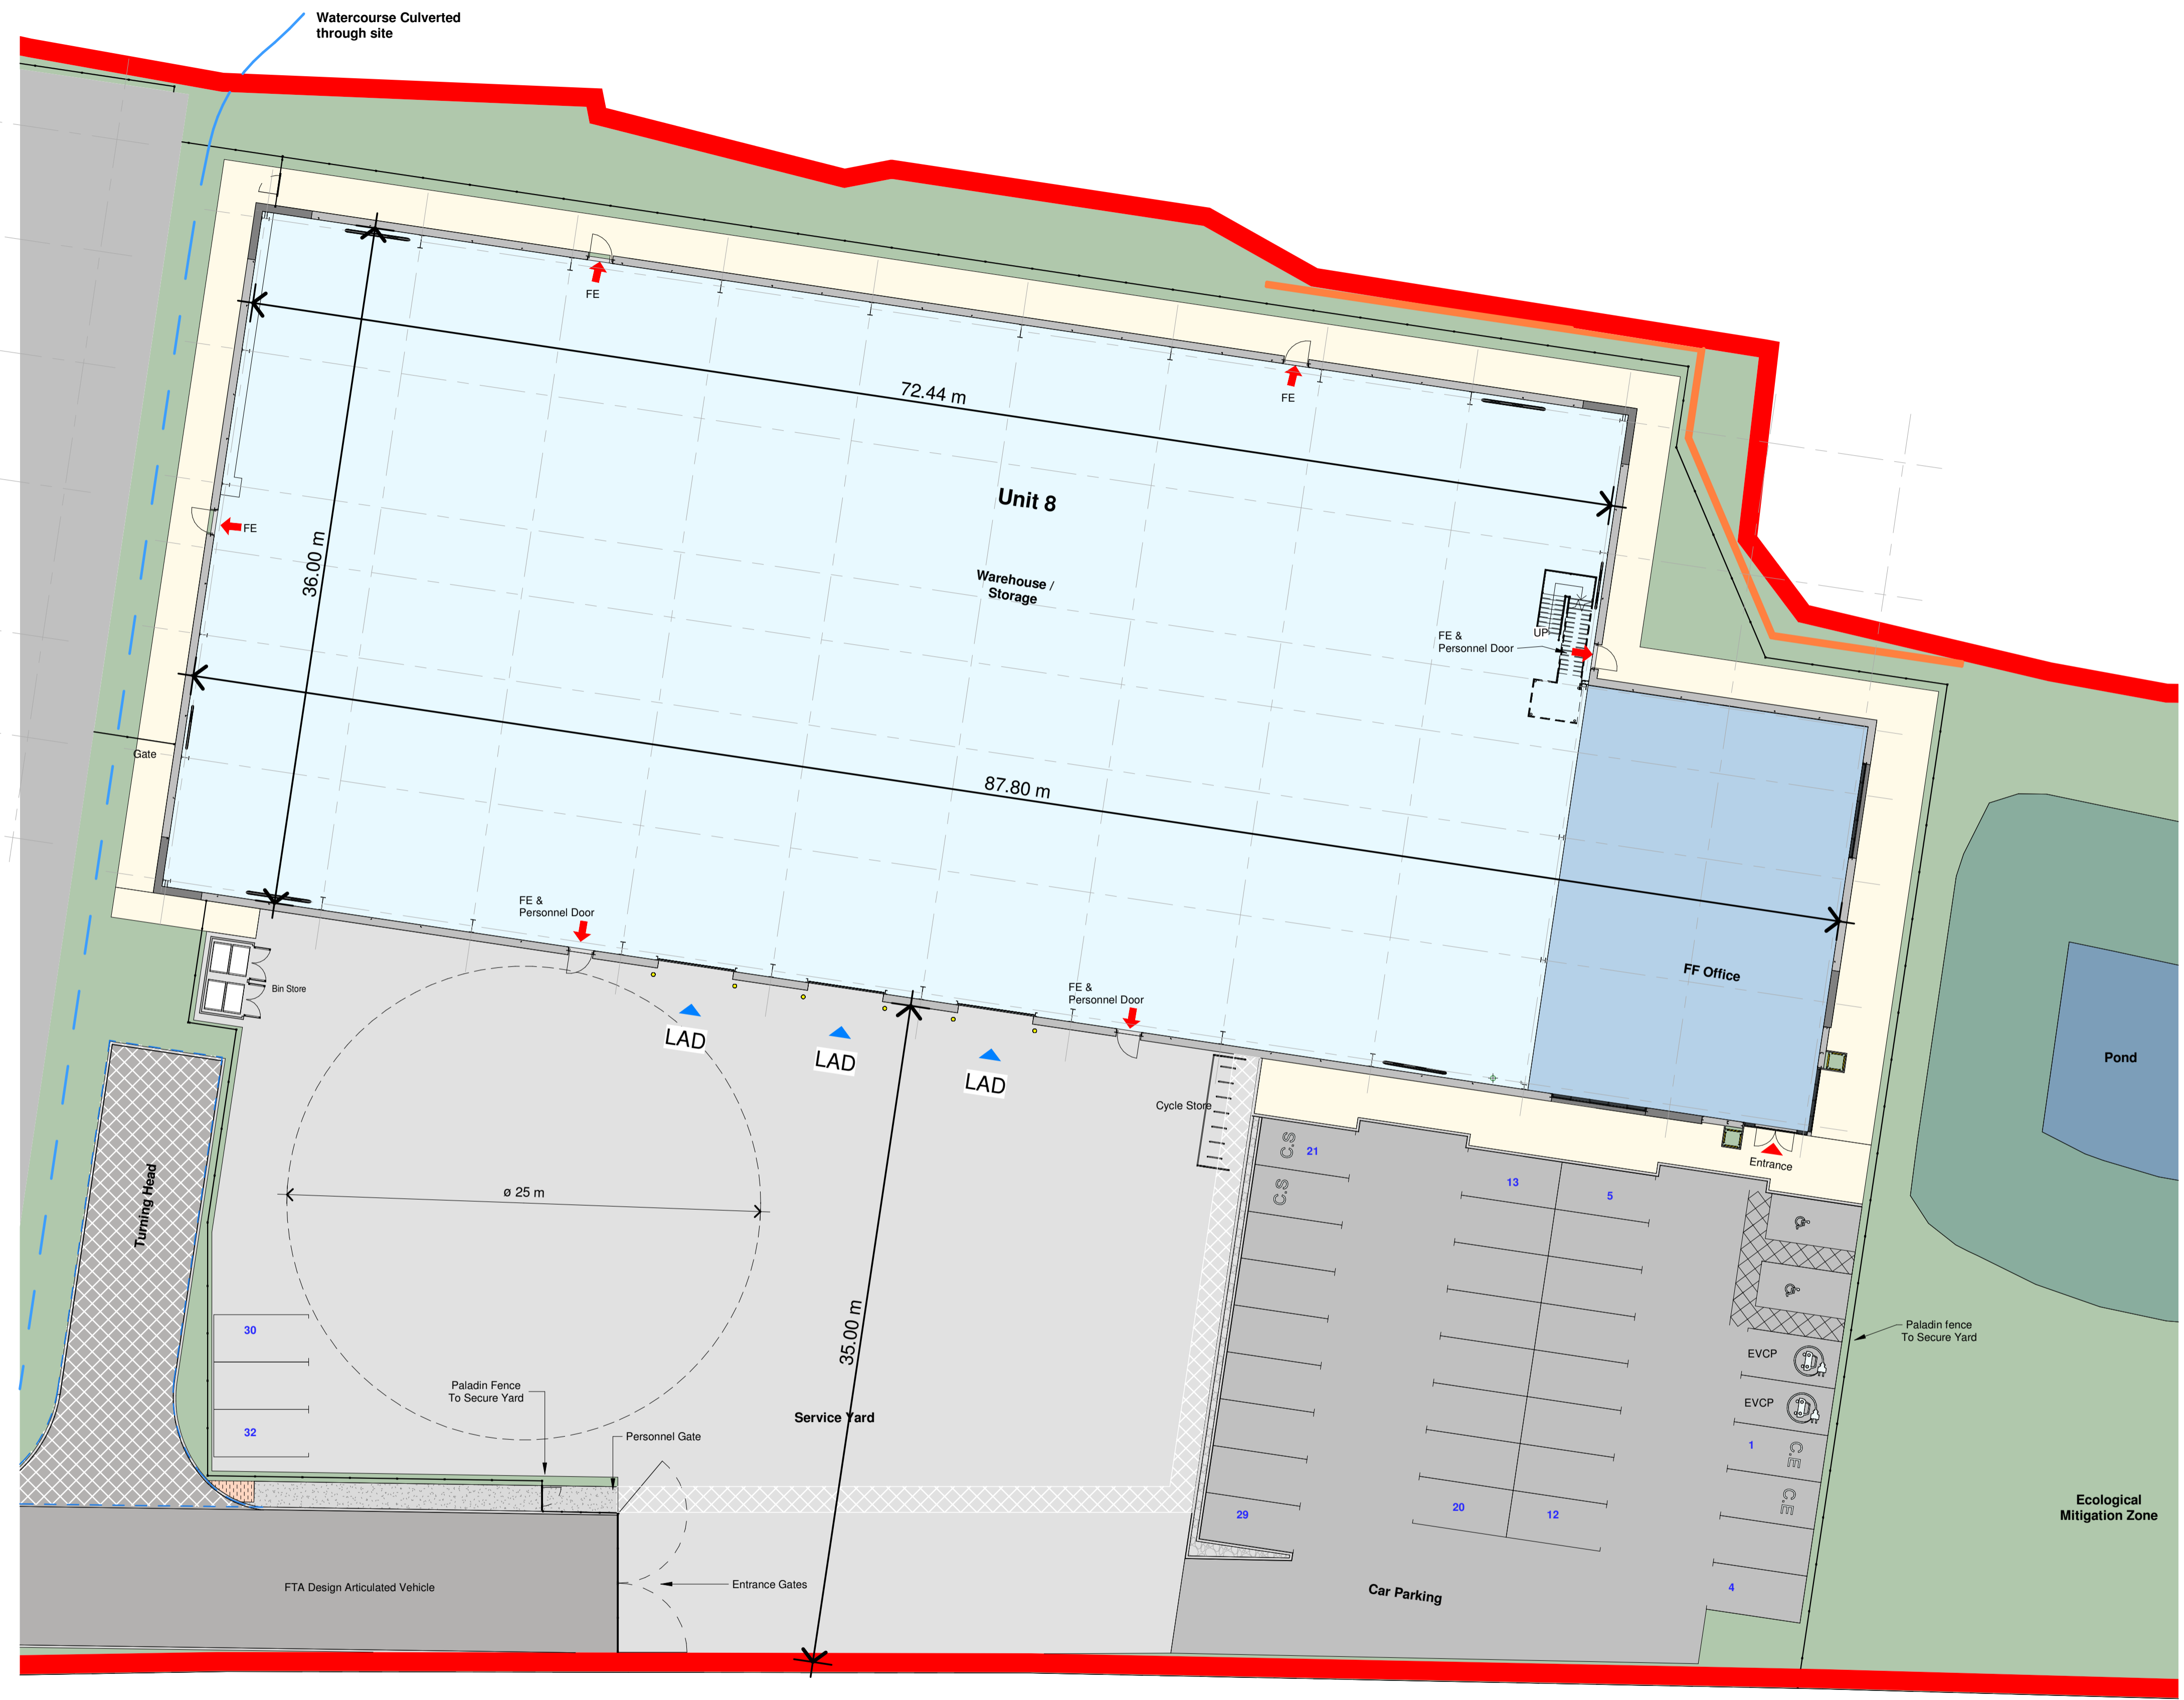 Watercourse Culverted
through site
FE
FE
72.44 m
Unit 8
FE
36.00 m
Warehouse /
Storage
UP
FE &
Personnel Door
Gate
87.80 m
FE &
Personnel Door
FF Office
Bin Store
FE &
Personnel Door
LAD
LAD
LAD
Pond
Cycle Store
C.S
21
C.S
13
5
Entrance
Turning Head
ø 25 m
30
35.00 m
Paladin fence
To Secure Yard
EVCP
EVCP
Paladin Fence
To Secure Yard
Service Yard
32
Personnel Gate
1
C.E
C.E
Ecological
Mitigation Zone
29
20
12
FTA Design Articulated Vehicle
Entrance Gates
Car Parking
4